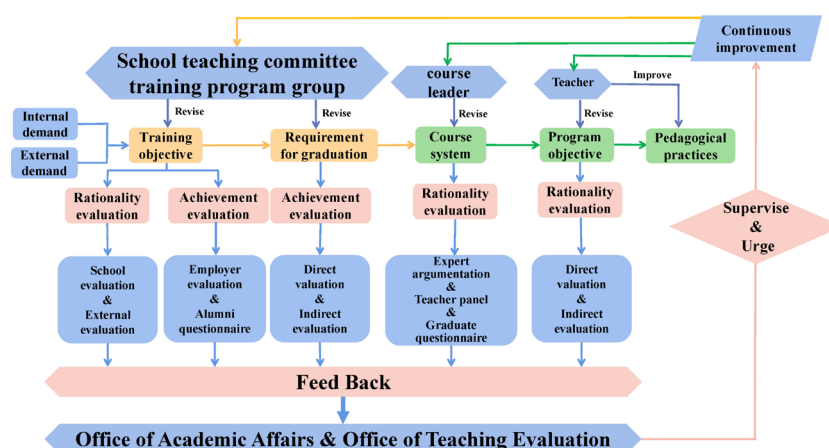 Continuous
improvement
School teaching committee
training program group
course
leader
Teacher
Improve
Revise
Revise
Revise
Revise
Internal
demand
External
demand
Training
objective
Requirement
for graduation
Course
system
Program
objective
Pedagogical
practices
Rationality
evaluation
Achievement
evaluation
Achievement
evaluation
Rationality
evaluation
Rationality
evaluation
Supervise
&
Urge
School
evaluation
&
External
evaluation
Employer
evaluation
&
Alumni
questionnaire
Direct
valuation
&
Indirect
evaluation
Expert
argumentation
&
Teacher panel
&
Graduate
questionnaire
Direct
valuation
&
Indirect
evaluation
Feed Back
Office of Academic Affairs & Office of Teaching Evaluation